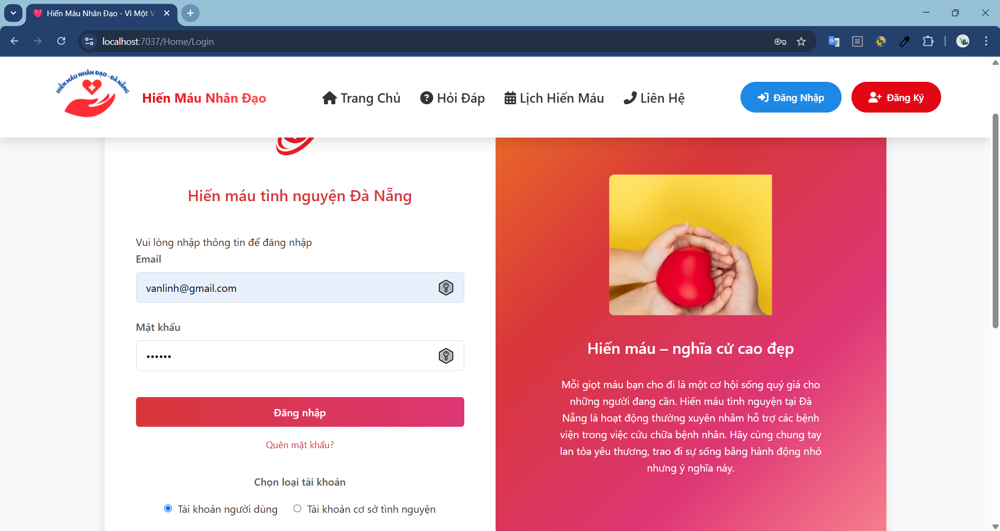 Hiến Máu Nhân Đạo - Vì Một V
localhost:7037/Home/Login
HIẾN MÁU NHÂN ĐẠO - ĐÀ NẴNG
Hiến Máu Nhân Đạo
Trang Chủ
Hỏi Đáp
Lịch Hiến Máu
Liên Hệ
Đăng Nhập
Đăng Ký
Hiến máu tình nguyện Đà Nẵng
Vui lòng nhập thông tin để đăng nhập
Email
vanlinh@gmail.com
Mật khẩu
••••••
Đăng nhập
Quên mật khẩu?
Chọn loại tài khoản
Tài khoản người dùng
Tài khoản cơ sở tình nguyện
Hiến máu – nghĩa cử cao đẹp
Mỗi giọt máu bạn cho đi là một cơ hội sống quý giá cho
những người đang cần. Hiến máu tình nguyện tại Đà
Nẵng là hoạt động thường xuyên nhằm hỗ trợ các bệnh
viện trong việc cứu chữa bệnh nhân. Hãy cùng chung tay
lan tỏa yêu thương, trao đi sự sống bằng hành động nhỏ
nhưng ý nghĩa này.